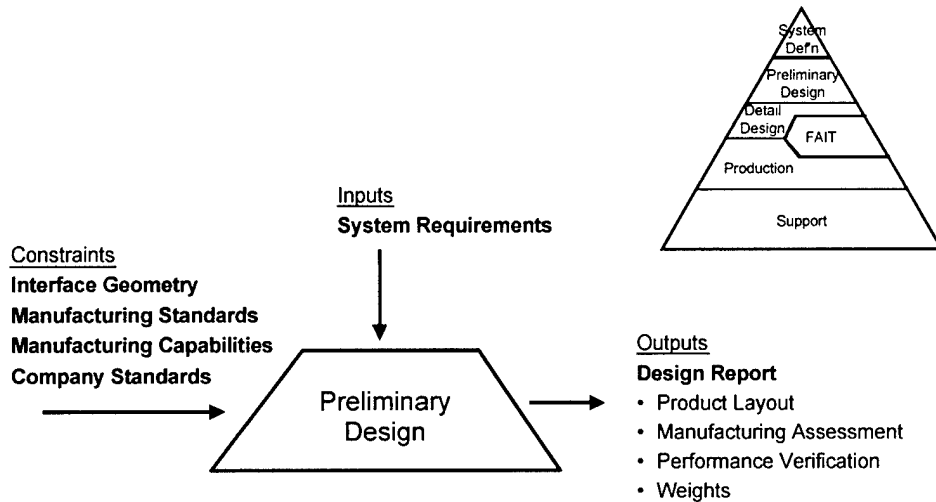 System
Def'n
Preliminary
Design
Detail
Design
FAIT
Production
Support
Inputs
System Requirements
Constraints
Interface Geometry
Manufacturing Standards
Manufacturing Capabilities
Company Standards
Preliminary
Design
Outputs
Design Report
• Product Layout
• Manufacturing Assessment
• Performance Verification
• Weights